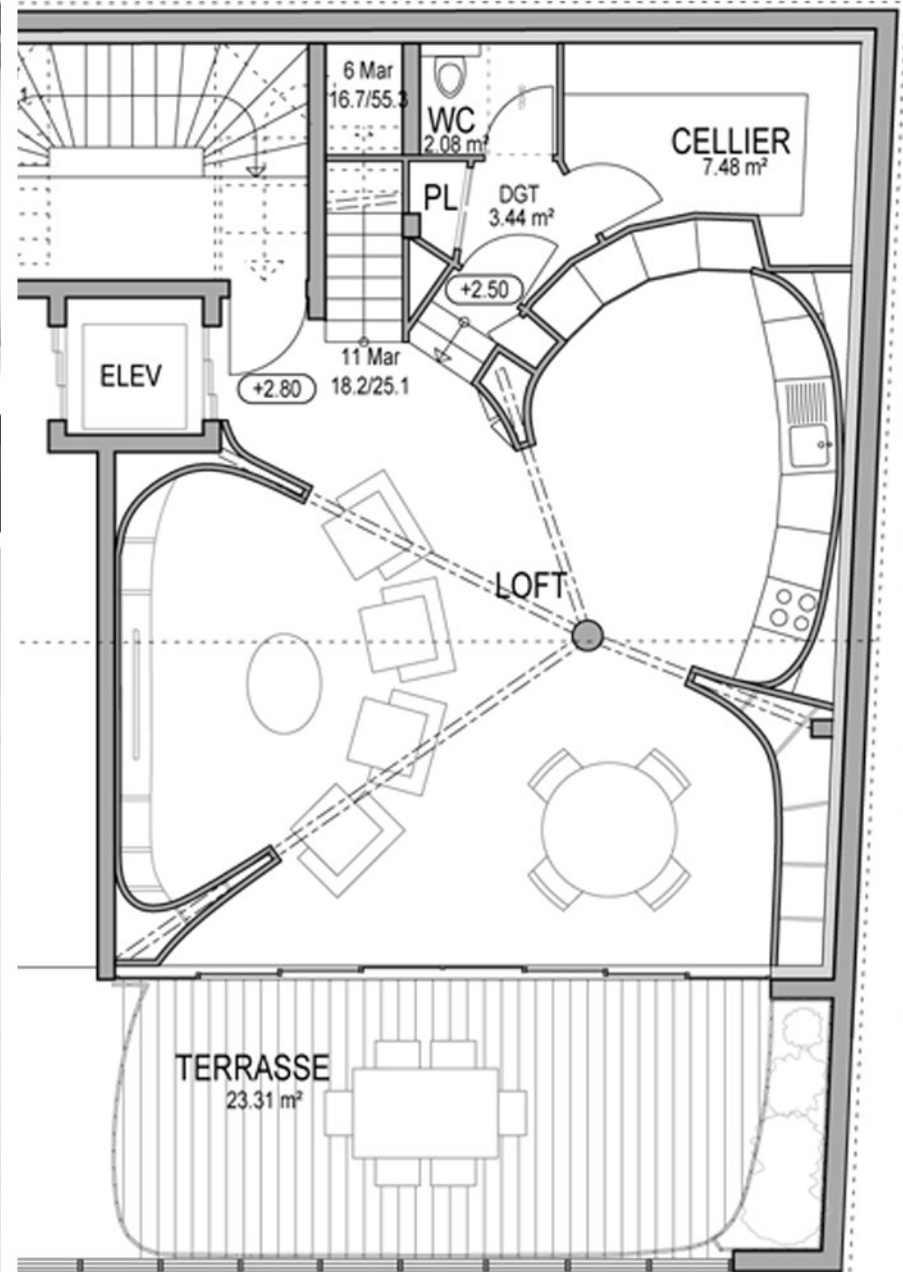 6 Mar
16.7/55.3
WC
2.08 m²
CELLIER
7.48 m²
PL
DGT
3.44 m²
+2.50
ELEV
+2.80
11 Mar
18.2/25.1
LOFT
TERRASSE
23.31 m²